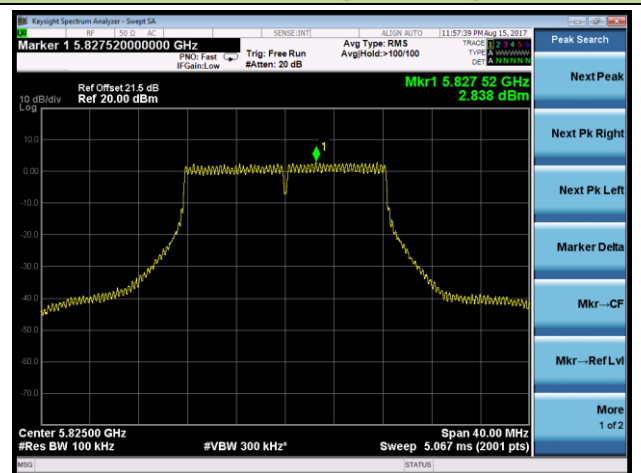 Keysight Spectrum Analyzer - Swept SA
RF 50 Ω AC SENSE:INT ALIGN AUTO 11:57:39 PM Aug 15, 2017
Marker 1 5.827520000000 GHz
PNO: Fast
IFGain:Low
Trig: Free Run
#Atten: 20 dB
Avg Type: RMS
Avg|Hold:>100/100
TRACE 1 2 3 4 5 6
TYPE A WWWWW
DET A N N N N N
Peak Search
Mkr1 5.827 52 GHz
2.838 dBm
Ref Offset 21.5 dB
10 dB/div Ref 20.00 dBm
Log
10.0
0.00
-10.0
-20.0
-30.0
-40.0
-50.0
-60.0
-70.0
1
Center 5.82500 GHz Span 40.00 MHz
#Res BW 100 kHz #VBW 300 kHz* Sweep 5.067 ms (2001 pts)
MSG STATUS
Next Peak
Next Pk Right
Next Pk Left
Marker Delta
Mkr→CF
Mkr→Ref Lvl
More
1 of 2